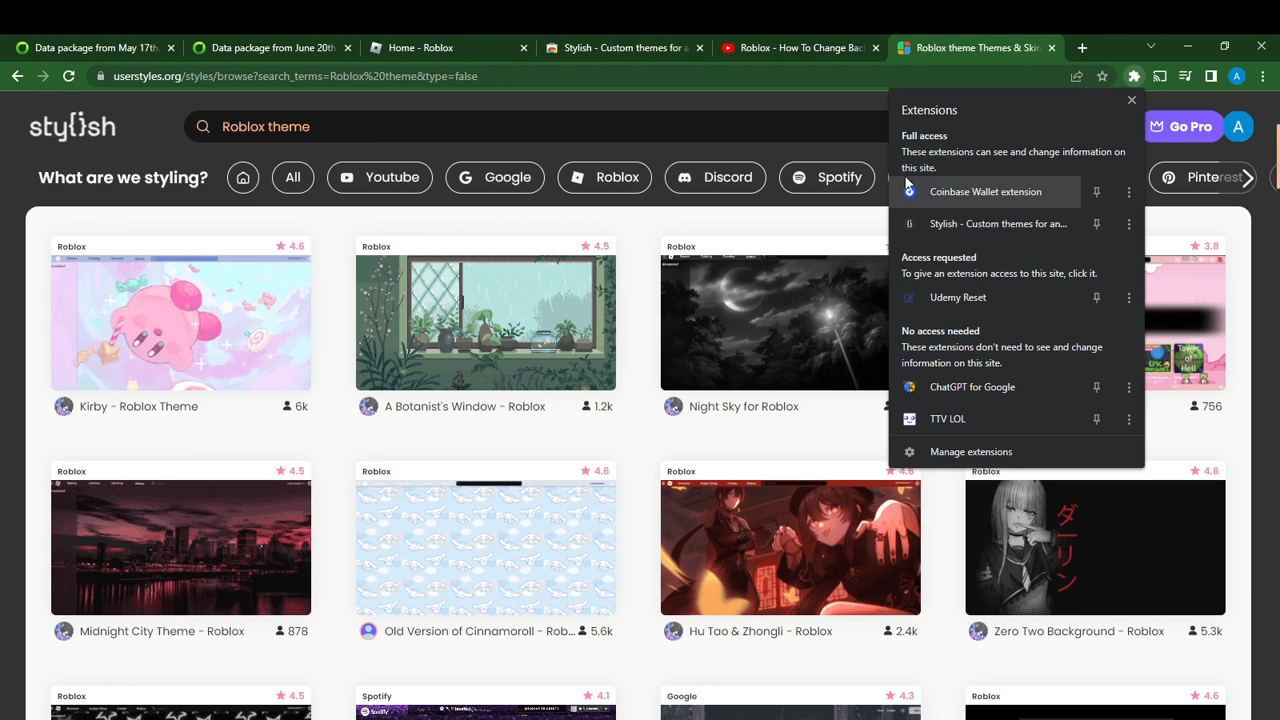 Data package from May 17th,
Data package from June 20th
Home - Roblox
Stylish - Custom themes for a
Roblox - How To Change Bac
Roblox theme Themes & Skin
userstyles.org/styles/browse?search_terms=Roblox%20theme&type=false
A
sty{}sh
Roblox theme
Go Pro
A
What are we styling?
All
Youtube
Google
Roblox
Discord
Spotify
Pinterest
Extensions
Full access
These extensions can see and change information on
this site.
Coinbase Wallet extension
Stylish - Custom themes for an...
Access requested
To give an extension access to this site, click it.
Udemy Reset
No access needed
These extensions don't need to see and change
information on this site.
ChatGPT for Google
TTV LOL
Manage extensions
Roblox 4.6
Roblox 4.5
Roblox
3.8
Kirby - Roblox Theme 6k
A Botanist's Window - Roblox 1.2k
Night Sky for Roblox
756
Roblox 4.5
Roblox 4.6
Roblox 4.6
Roblox 4.6
ダーリン
Midnight City Theme - Roblox 878
Old Version of Cinnamoroll - Rob... 5.6k
Hu Tao & Zhongli - Roblox 2.4k
Zero Two Background - Roblox 5.3k
Roblox 4.5
Spotify 4.1
Google 4.3
Roblox 4.6